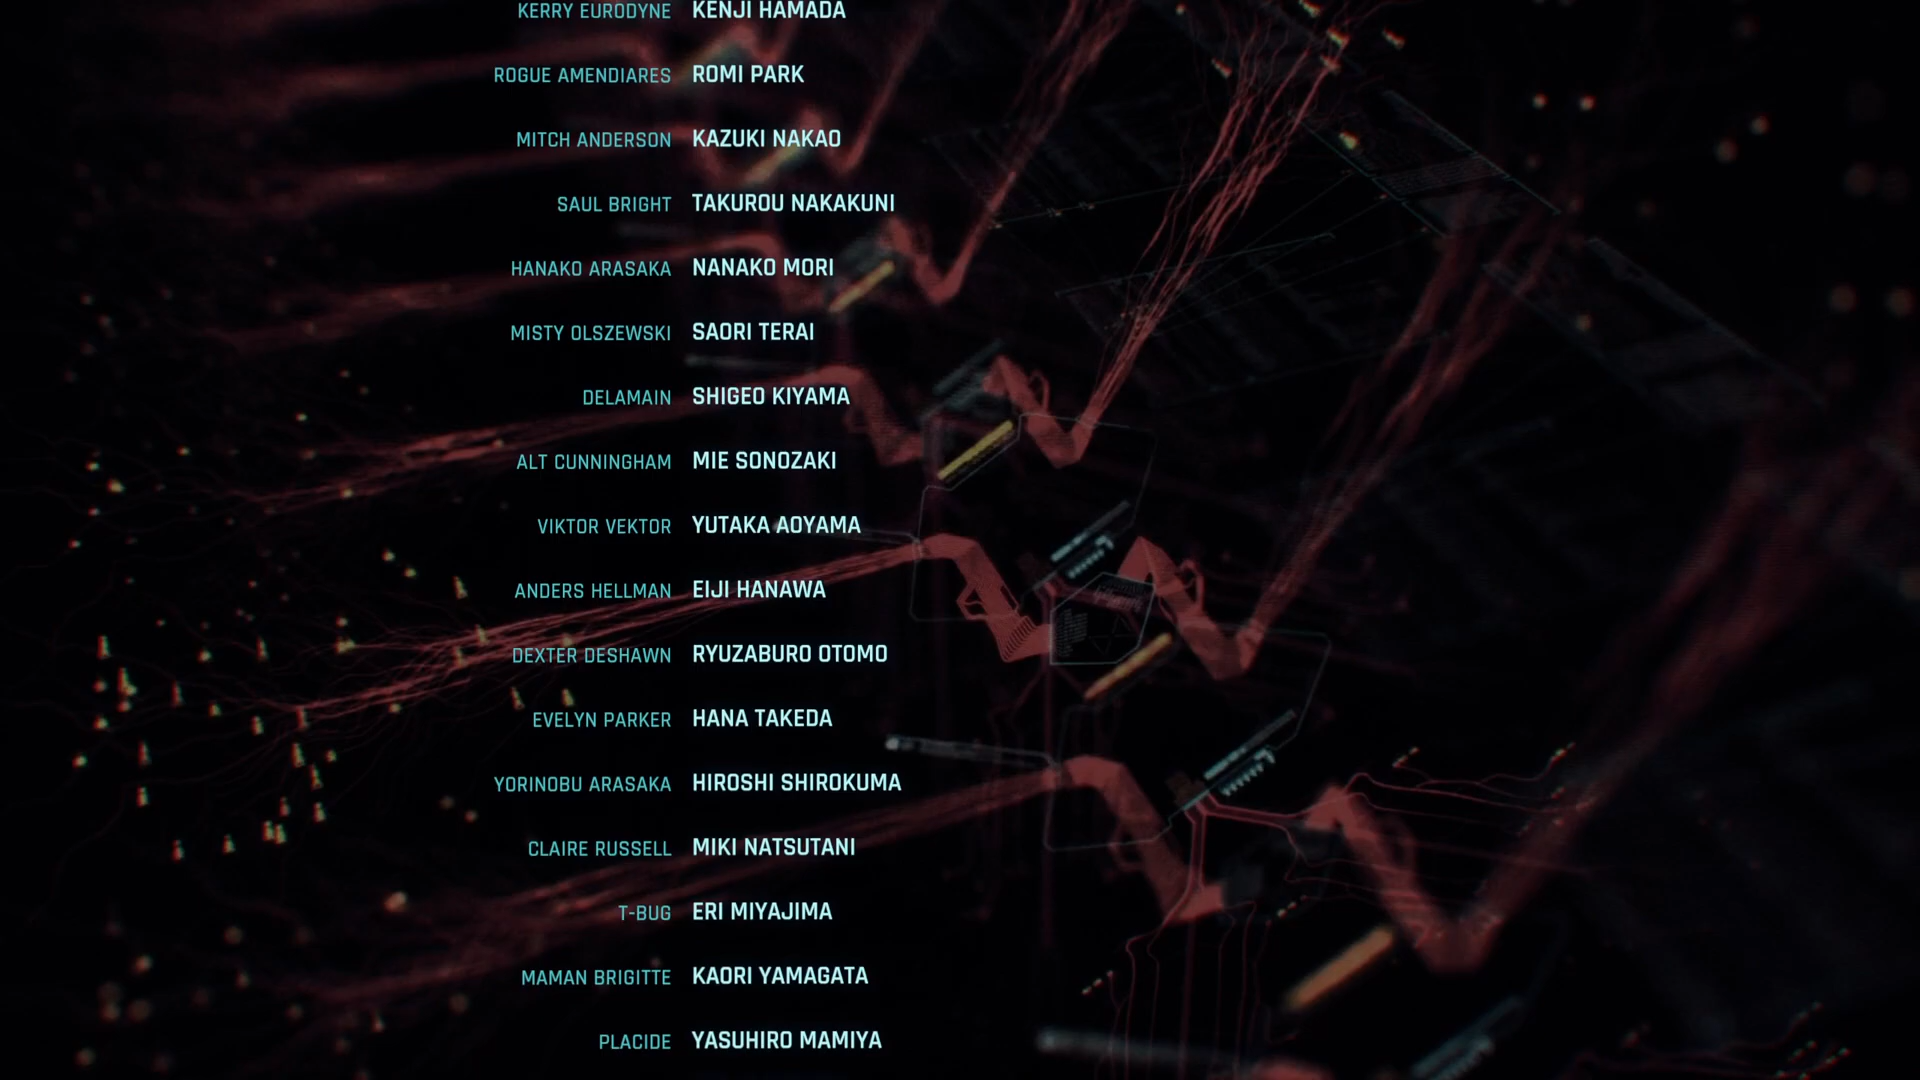 KERRY EURODYNE KENJI HAMADA
ROGUE AMENDIARES ROMI PARK
MITCH ANDERSON KAZUKI NAKAO
SAUL BRIGHT TAKUROU NAKAKUNI
HANAKO ARASAKA NANAKO MORI
MISTY OLSZEWSKI SAORI TERAI
DELAMAIN SHIGEO KIYAMA
ALT CUNNINGHAM MIE SONOZAKI
VIKTOR VEKTOR YUTAKA AOYAMA
ANDERS HELLMAN EIJI HANAWA
DEXTER DESHAWN RYUZABURO OTOMO
EVELYN PARKER HANA TAKEDA
YORINOBU ARASAKA HIROSHI SHIROKUMA
CLAIRE RUSSELL MIKI NATSUTANI
T-BUG ERI MIYAJIMA
MAMAN BRIGITTE KAORI YAMAGATA
PLACIDE YASUHIRO MAMIYA